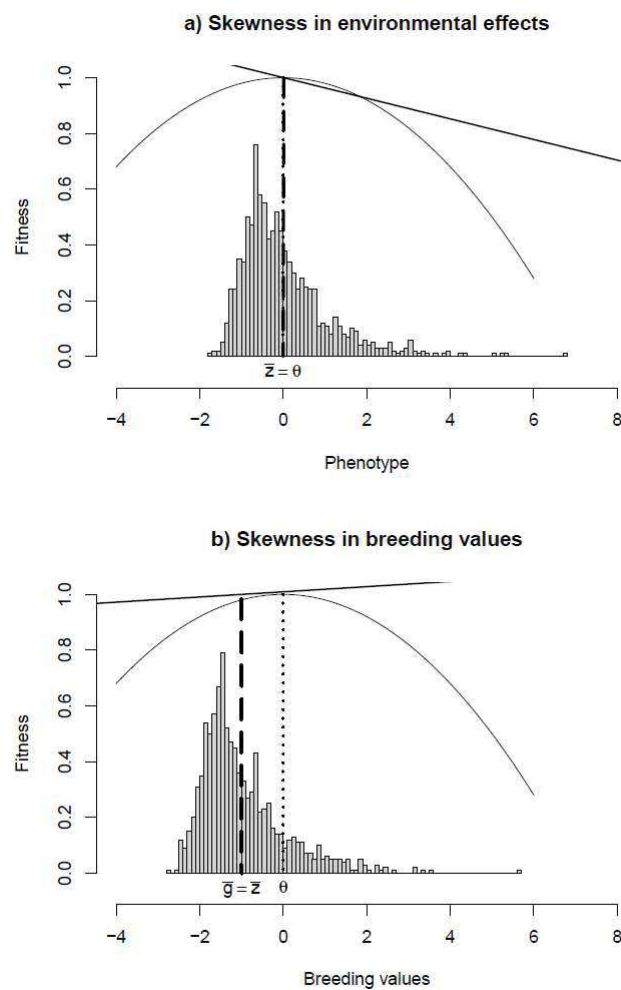 a) Skewness in environmental effects
1.0
0.8
0.6
0.4
0.2
0.0
Fitness
z̅ = θ
−4 −2 0 2 4 6 8
Phenotype
b) Skewness in breeding values
1.0
0.8
0.6
0.4
0.2
0.0
Fitness
g̅ = z̅ θ
−4 −2 0 2 4 6 8
Breeding values